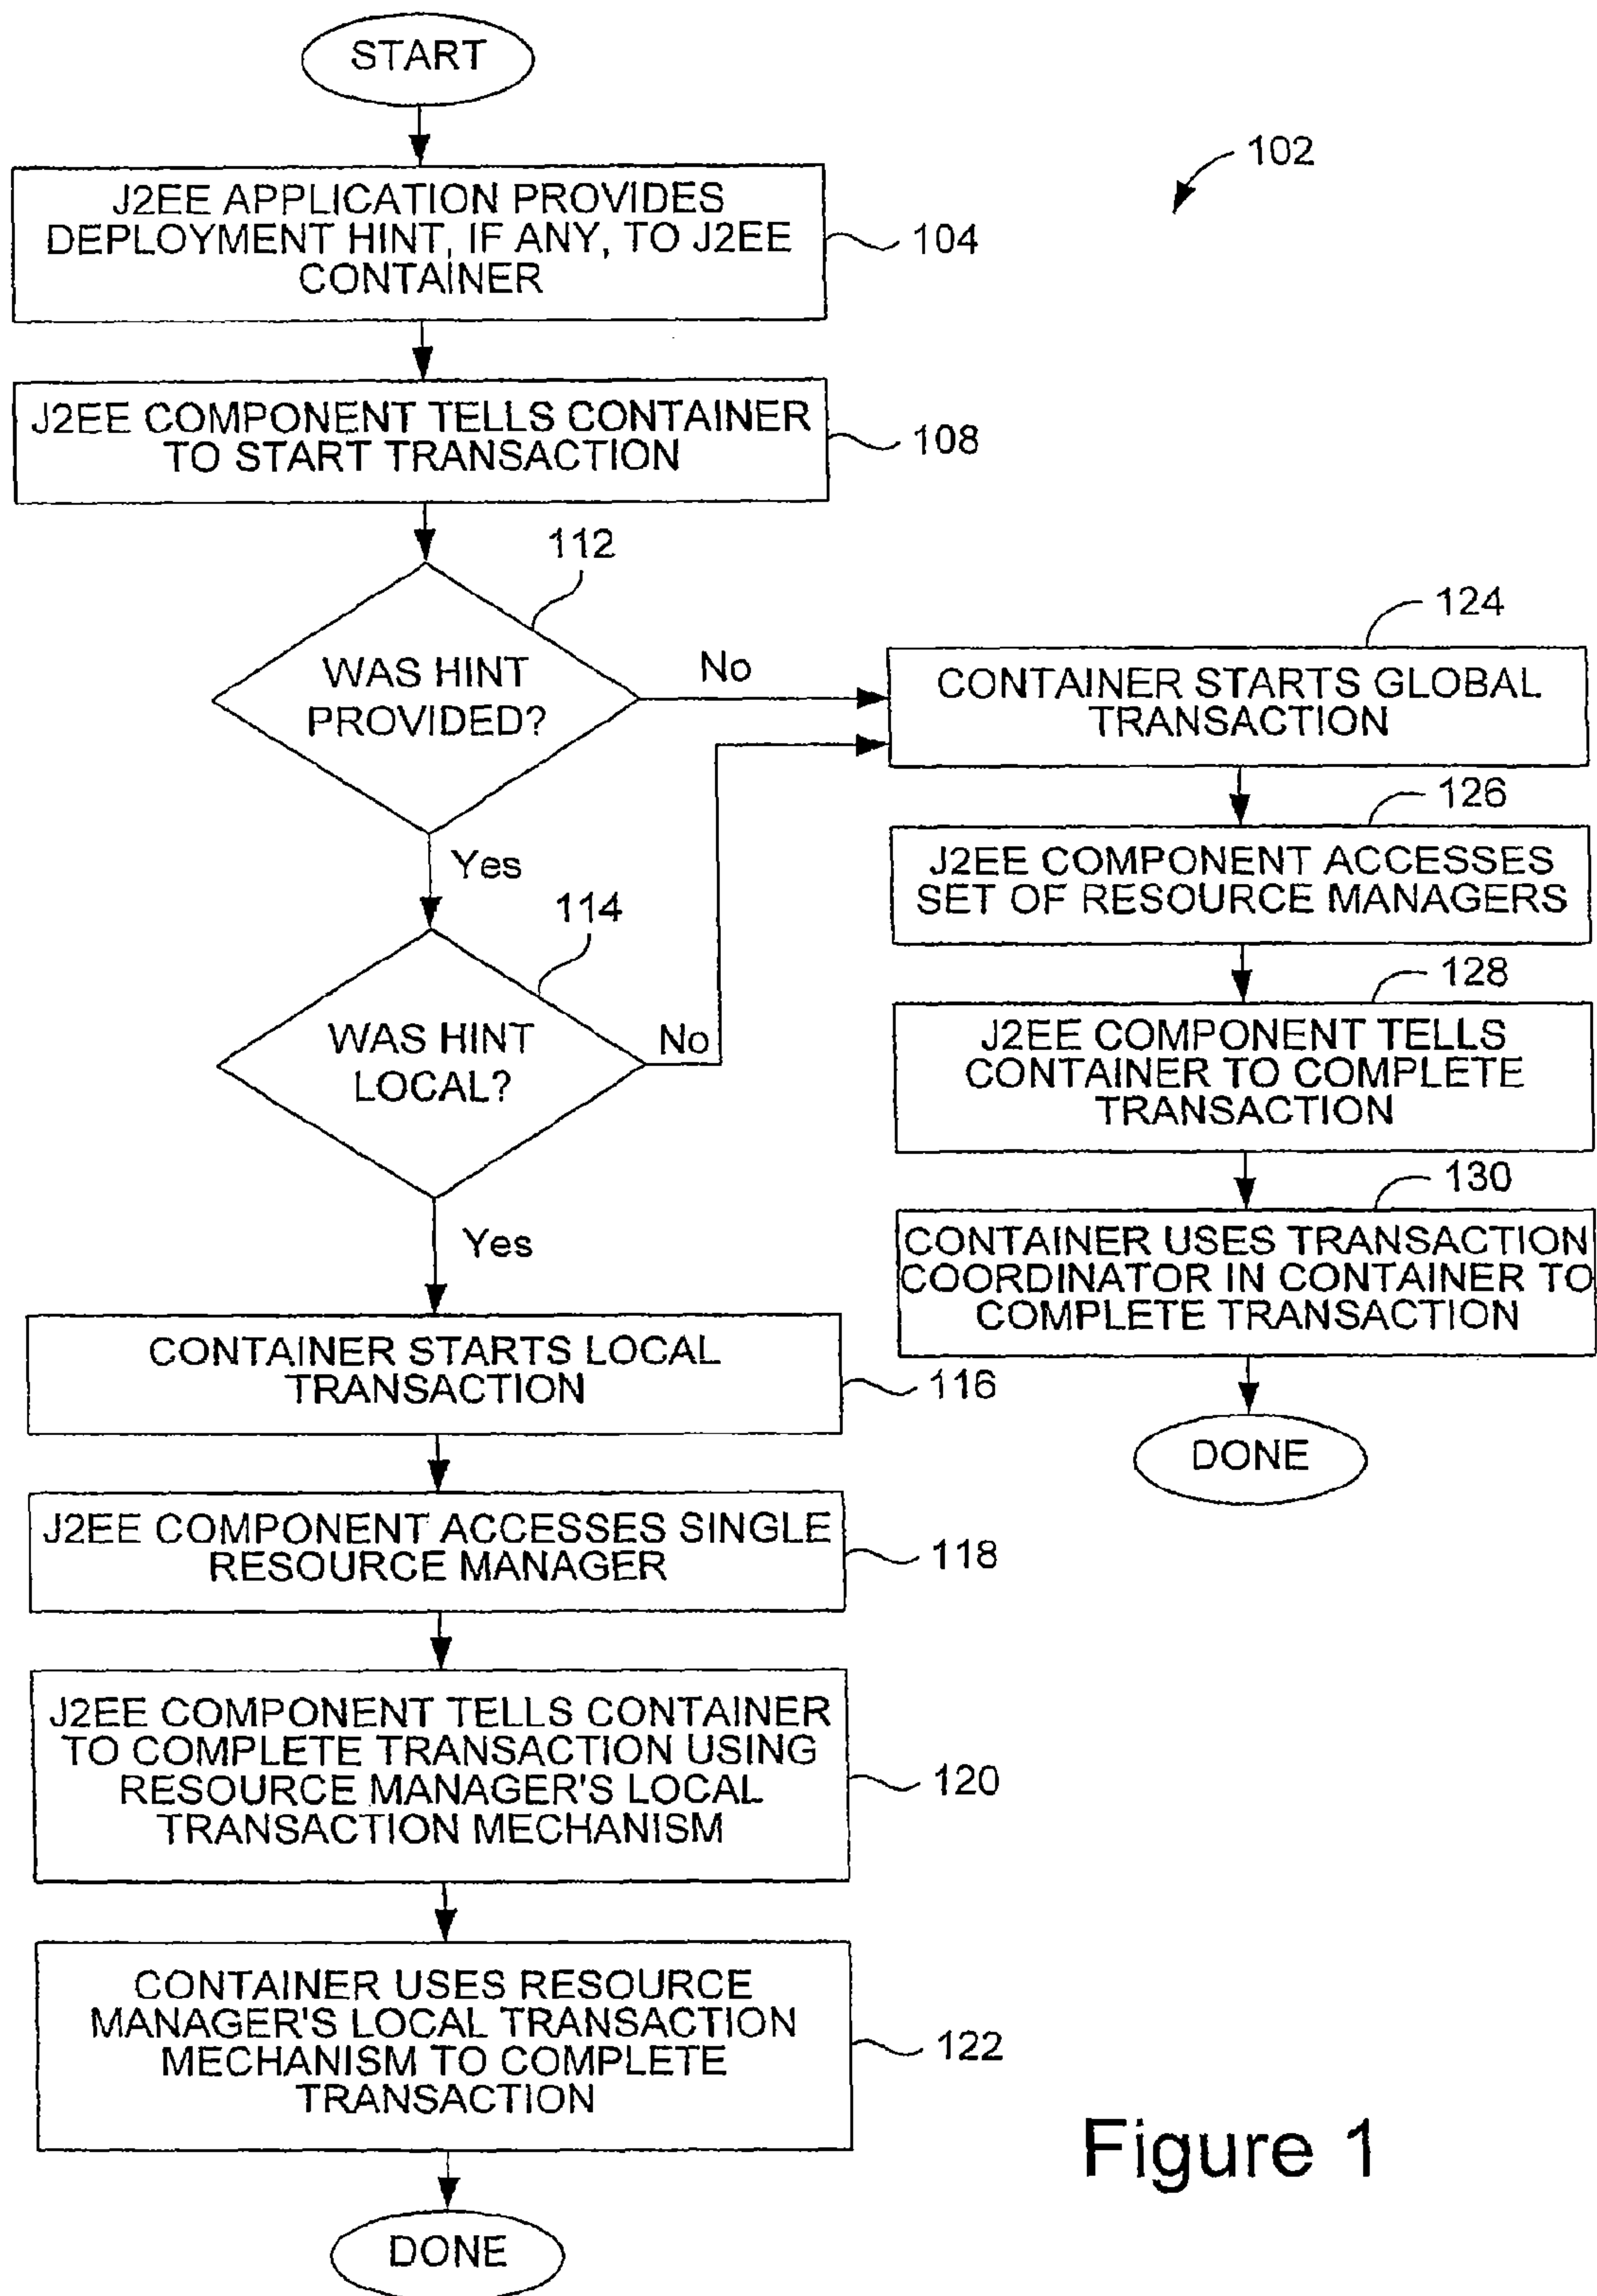 START
102
J2EE APPLICATION PROVIDES
DEPLOYMENT HINT, IF ANY, TO J2EE
CONTAINER
104
J2EE COMPONENT TELLS CONTAINER
TO START TRANSACTION
108
112
WAS HINT
PROVIDED?
No
Yes
114
WAS HINT
LOCAL?
No
Yes
CONTAINER STARTS LOCAL
TRANSACTION
116
J2EE COMPONENT ACCESSES SINGLE
RESOURCE MANAGER
118
J2EE COMPONENT TELLS CONTAINER
TO COMPLETE TRANSACTION USING
RESOURCE MANAGER'S LOCAL
TRANSACTION MECHANISM
120
CONTAINER USES RESOURCE
MANAGER'S LOCAL TRANSACTION
MECHANISM TO COMPLETE
TRANSACTION
122
DONE
124
CONTAINER STARTS GLOBAL
TRANSACTION
126
J2EE COMPONENT ACCESSES
SET OF RESOURCE MANAGERS
128
J2EE COMPONENT TELLS
CONTAINER TO COMPLETE
TRANSACTION
130
CONTAINER USES TRANSACTION
COORDINATOR IN CONTAINER TO
COMPLETE TRANSACTION
DONE
Figure 1